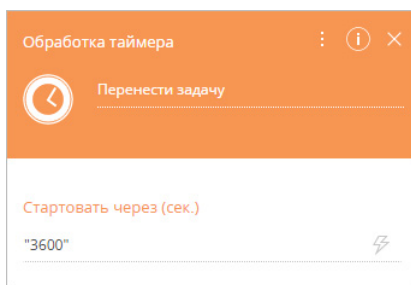 Обработка таймера
Перенести задачу
Стартовать через (сек.)
"3600"